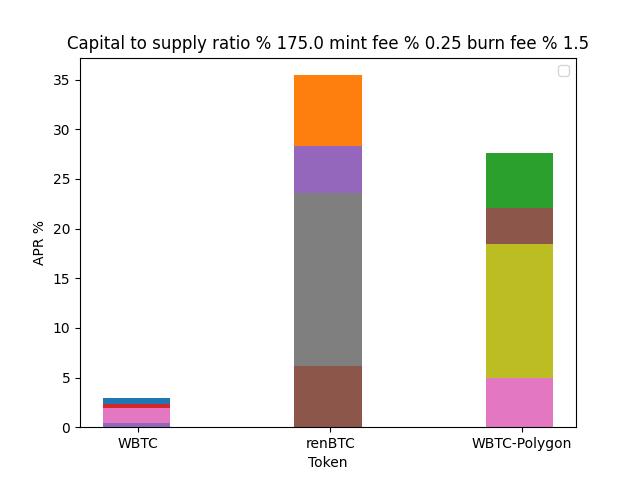 Capital to supply ratio % 175.0 mint fee % 0.25 burn fee % 1.5
35
30
25
20
15
10
5
0
APR %
WBTC
renBTC
WBTC-Polygon
Token